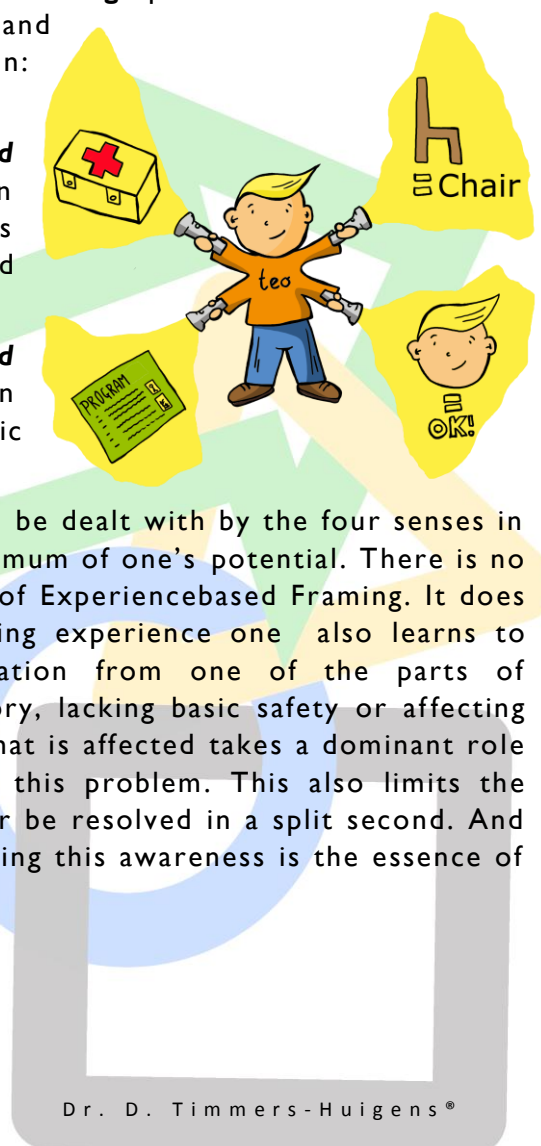 and
n:
Chair
d
n
s
teo
d
PROGRAM
d
n
OK!
ic
be dealt with by the four senses in
mum of one's potential. There is no
of Experiencebased Framing. It does
ing experience one also learns to
ation from one of the parts of
ory, lacking basic safety or affecting
hat is affected takes a dominant role
this problem. This also limits the
r be resolved in a split second. And
ing this awareness is the essence of
Dr. D. Timmers-Huigens®